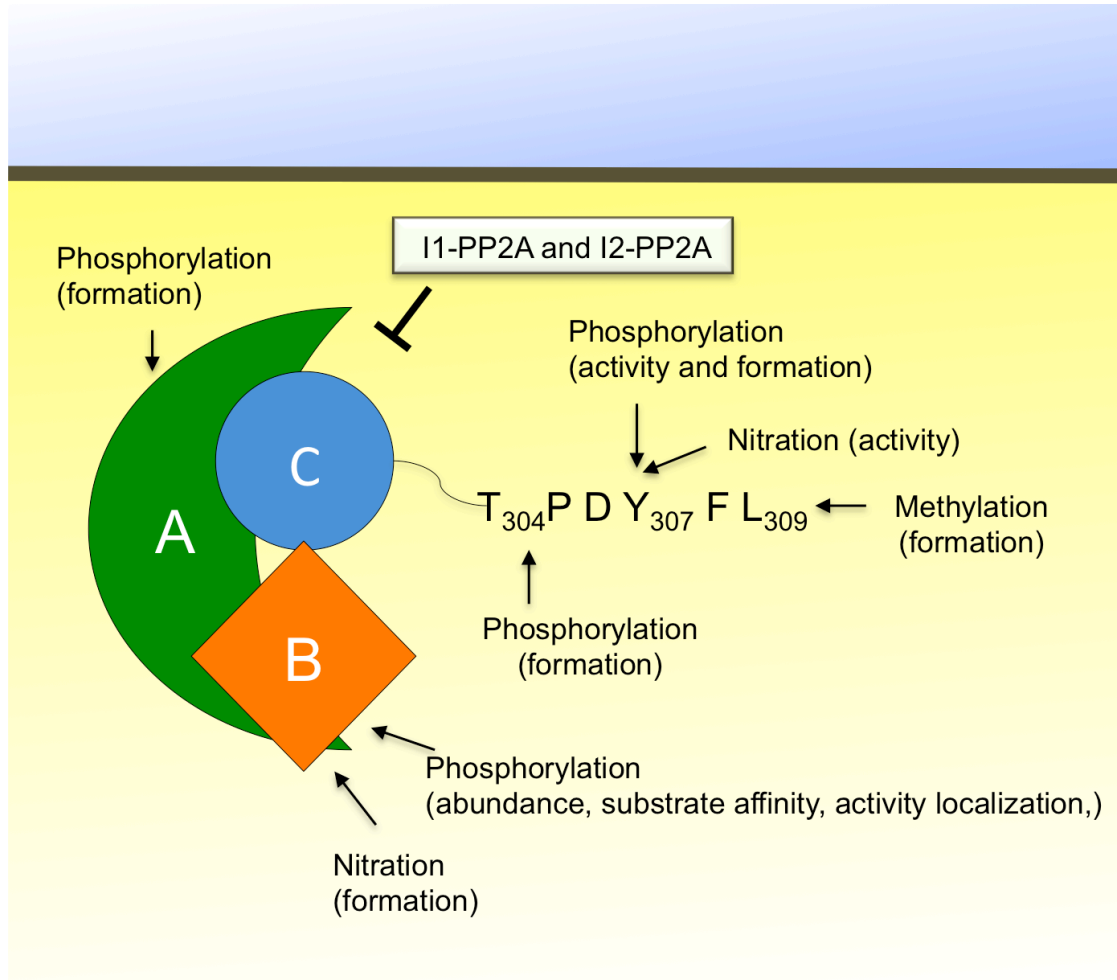 I1-PP2A and I2-PP2A
Phosphorylation
(formation)
Phosphorylation
(activity and formation)
Nitration (activity)
A
C
T304P D Y307 F L309
Methylation
(formation)
Phosphorylation
(formation)
B
Phosphorylation
(abundance, substrate affinity, activity localization,)
Nitration
(formation)